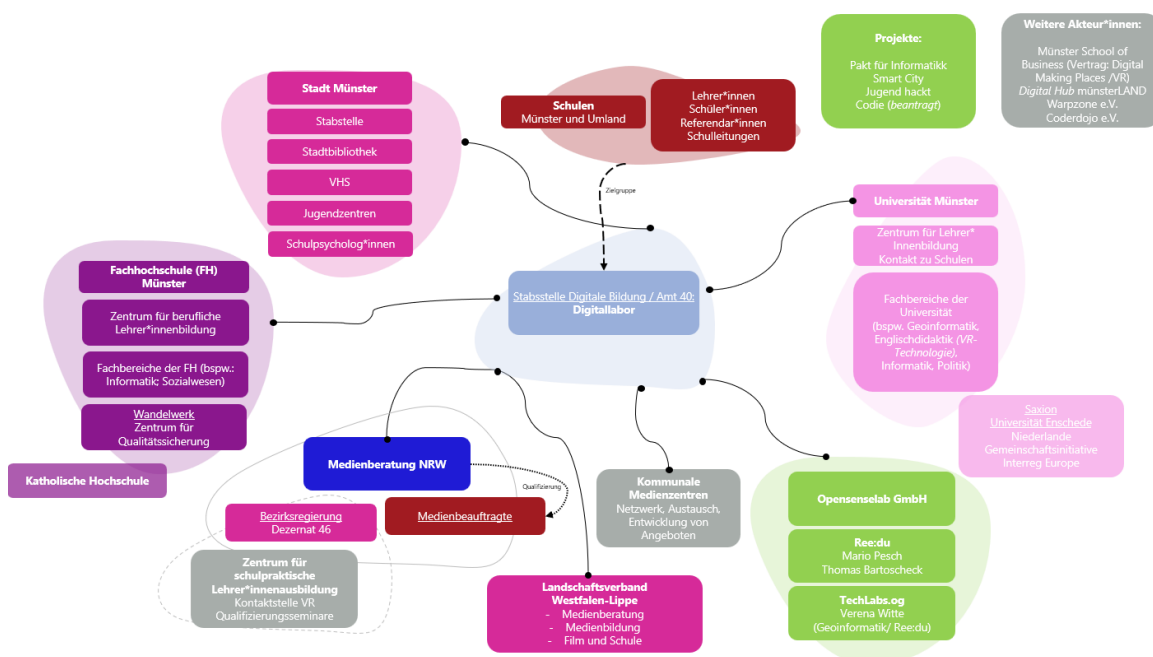 Projekte:
Pakt für Informatikk
Smart City
Jugend hackt
Codie (beantragt)
Weitere Akteur*innen:
Münster School of
Business (Vertrag: Digital
Making Places /VR)
Digital Hub münsterLAND
Warpzone e.V.
Coderdojo e.V.
Stadt Münster
Stabstelle
Stadtbibliothek
VHS
Jugendzentren
Schulpsycholog*innen
Schulen
Münster und Umland
Lehrer*innen
Schüler*innen
Referendar*innen
Schulleitungen
Zielgruppe
Universität Münster
Zentrum für Lehrer*
Innenbildung
Kontakt zu Schulen
Fachbereiche der
Universität
(bspw. Geoinformatik,
Englischdidaktik (VR-
Technologie),
Informatik, Politik)
Fachhochschule (FH)
Münster
Zentrum für berufliche
Lehrer*innenbildung
Fachbereiche der FH (bspw.:
Informatik; Sozialwesen)
Wandelwerk
Zentrum für
Qualitätssicherung
Katholische Hochschule
Stabsstelle Digitale Bildung / Amt 40:
Digitallabor
Saxion
Universität Enschede
Niederlande
Gemeinschaftsinitiative
Interreg Europe
Medienberatung NRW
Qualifizierung
Bezirksregierung
Dezernat 46
Medienbeauftragte
Zentrum für
schulpraktische
Lehrer*innenausbildung
Kontaktstelle VR
Qualifizierungsseminare
Kommunale
Medienzentren
Netzwerk, Austausch,
Entwicklung von
Angeboten
Landschaftsverband
Westfalen-Lippe
- Medienberatung
- Medienbildung
- Film und Schule
Opensenselab GmbH
Ree:du
Mario Pesch
Thomas Bartoscheck
TechLabs.og
Verena Witte
(Geoinformatik/ Ree:du)